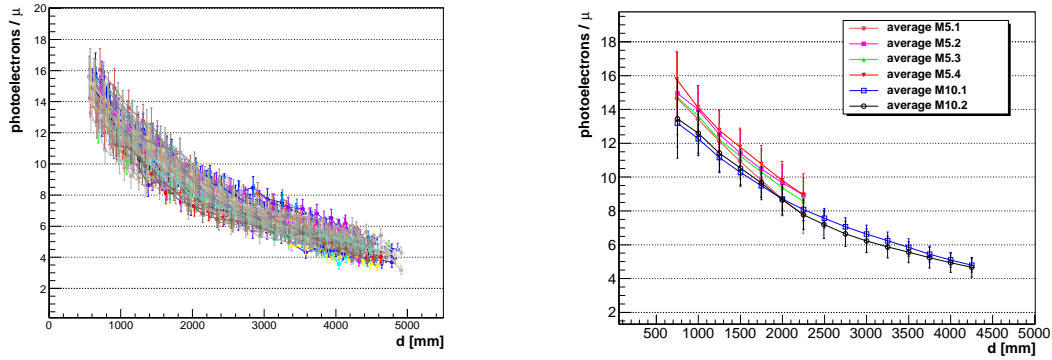 photoelectrons / μ
20
18
16
14
12
10
8
6
4
2
0 1000 2000 3000 4000 5000
d [mm]
photoelectrons / μ
18
16
14
12
10
8
6
4
2
500 1000 1500 2000 2500 3000 3500 4000 4500 5000
d [mm]
average M5.1
average M5.2
average M5.3
average M5.4
average M10.1
average M10.2